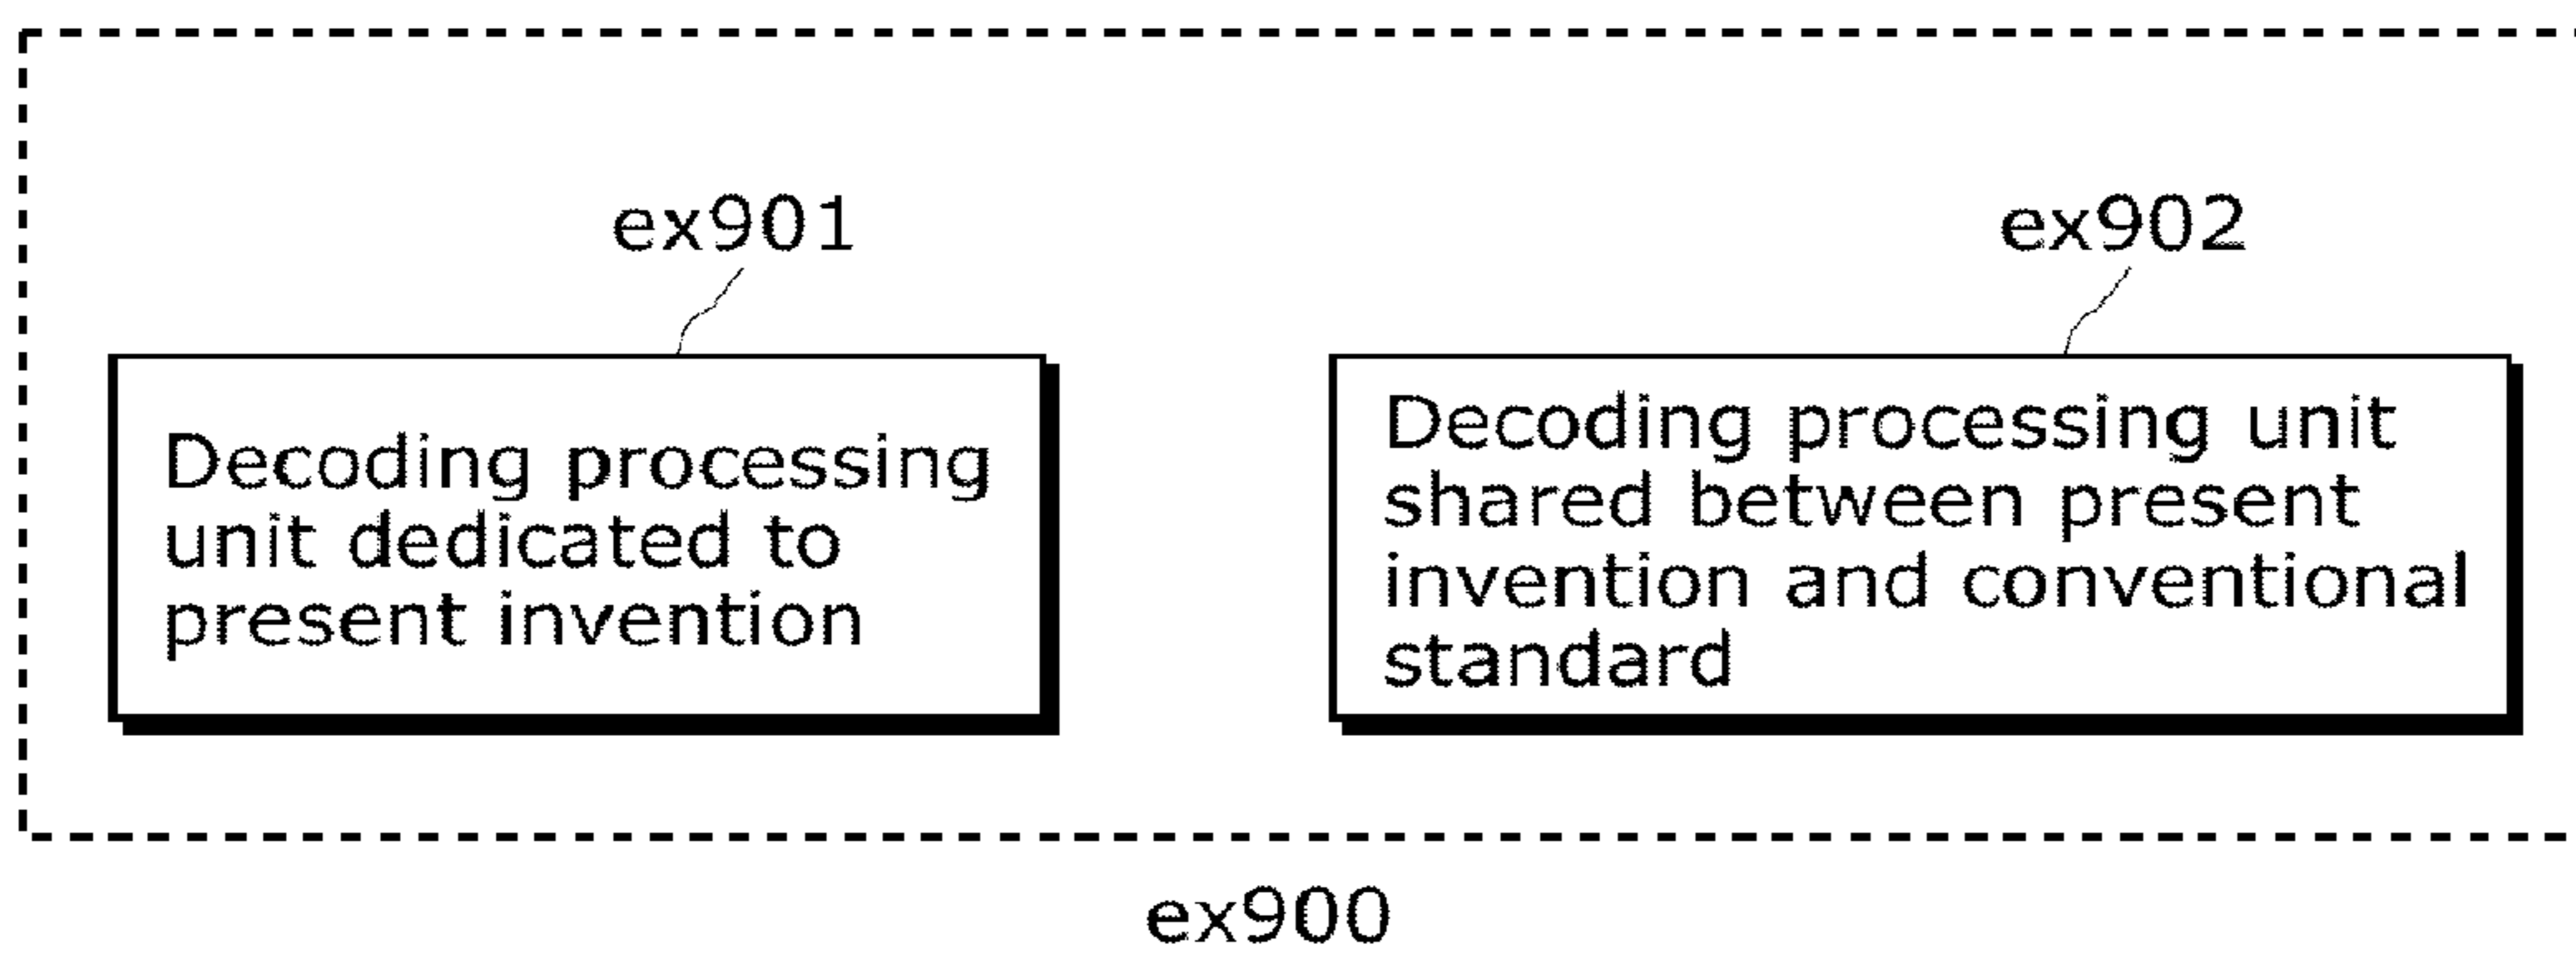 ex901
ex902
Decoding processing
unit dedicated to
present invention
Decoding processing unit
shared between present
invention and conventional
standard
ex900